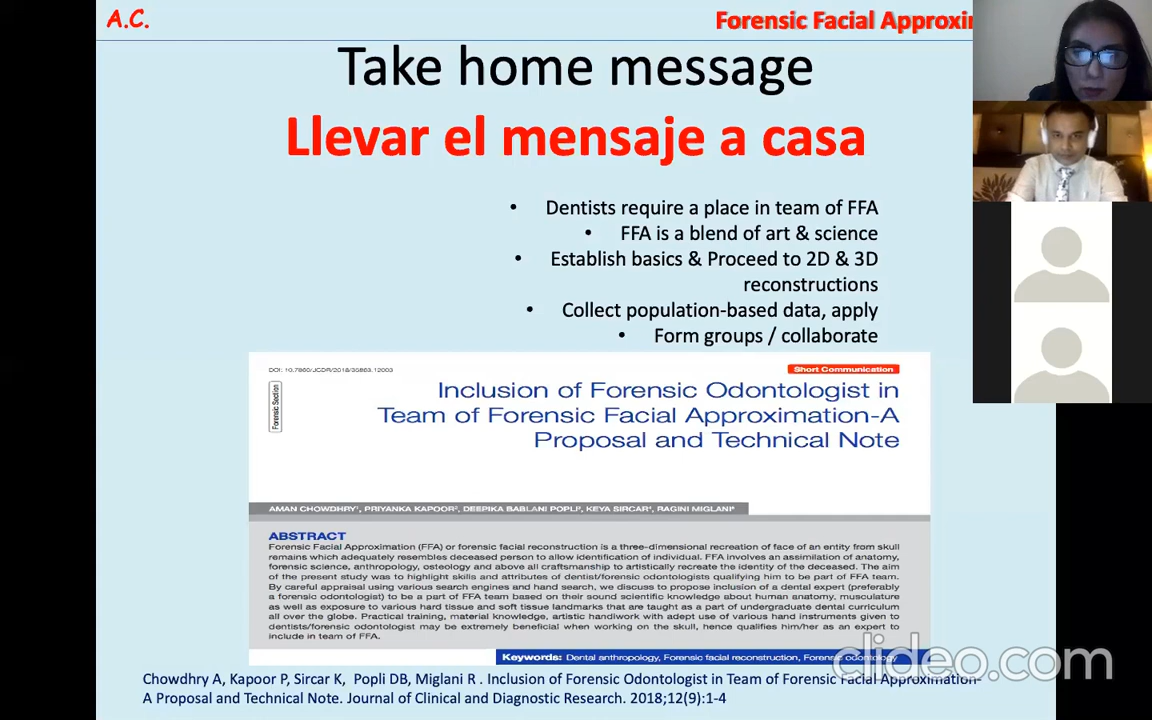 A.C.
Forensic Facial Approxi
Take home message
Llevar el mensaje a casa
• Dentists require a place in team of FFA
• FFA is a blend of art & science
• Establish basics & Proceed to 2D & 3D
reconstructions
• Collect population-based data, apply
• Form groups / collaborate
DOI: 10.7860/JCDR/2018/35863.12003
Short Communication
Forensic Section
Inclusion of Forensic Odontologist in
Team of Forensic Facial Approximation-A
Proposal and Technical Note
AMAN CHOWDHRY¹, PRIYANKA KAPOOR², DEEPIKA BABLANI POPLI³, KEYA SIRCAR⁴, RAGINI MIGLANI⁵
ABSTRACT
Forensic Facial Approximation (FFA) or forensic facial reconstruction is a three-dimensional recreation of face of an entity from skull
remains which adequately resembles deceased person to allow identification of individual. FFA involves an assimilation of anatomy,
forensic science, anthropology, osteology and above all craftsmanship to artistically recreate the identity of the deceased. The aim
of the present study was to highlight skills and attributes of dentist/forensic odontologists qualifying him to be part of FFA team.
By careful appraisal using various search engines and hand search, we discuss to propose inclusion of a dental expert (preferably
a forensic odontologist) to be a part of FFA team based on their sound scientific knowledge about human anatomy, musculature
as well as exposure to various hard tissue and soft tissue landmarks that are taught as a part of undergraduate dental curriculum
all over the globe. Practical training, material knowledge, artistic handiwork with adept use of various hand instruments given to
dentists/forensic odontologist may be extremely beneficial when working on the skull, hence qualifies him/her as an expert to
include in team of FFA.
Keywords: Dental anthropology, Forensic facial reconstruction, Forensic odontology
clideo.com
Chowdhry A, Kapoor P, Sircar K, Popli DB, Miglani R . Inclusion of Forensic Odontologist in Team of Forensic Facial Approximation-
A Proposal and Technical Note. Journal of Clinical and Diagnostic Research. 2018;12(9):1-4